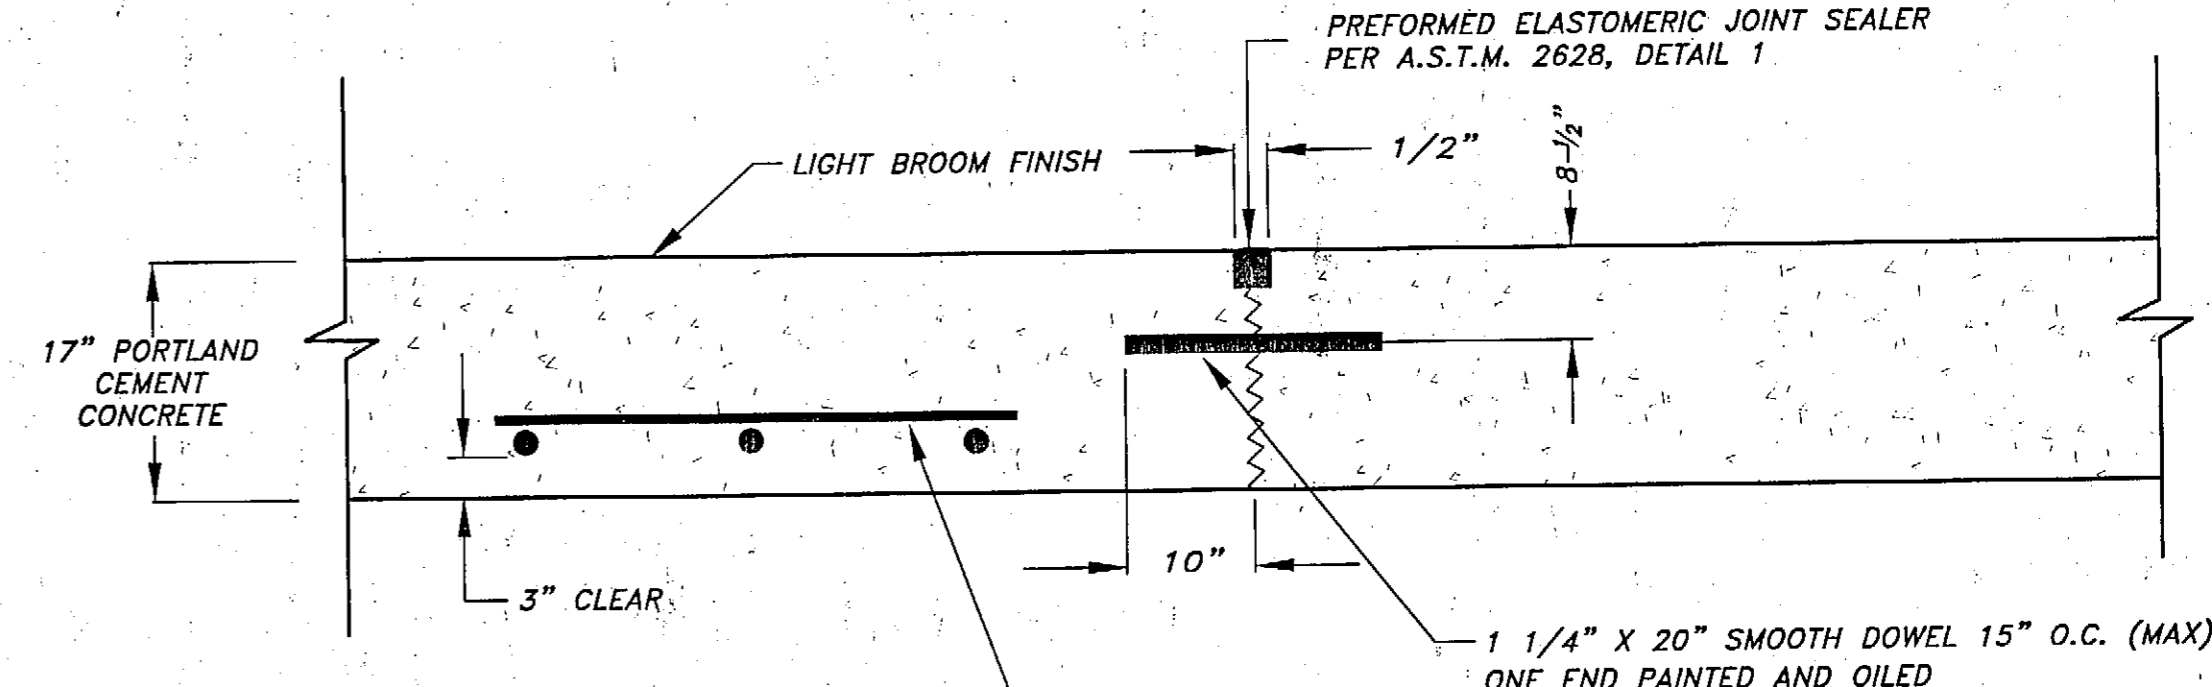 PREFORMED ELASTOMERIC JOINT SEALER
PER A.S.T.M. 2628, DETAIL 1
LIGHT BROOM FINISH
1/2"
8-1/2"
17" PORTLAND
CEMENT
CONCRETE
10"
3" CLEAR
1 1/4" X 20" SMOOTH DOWEL 15" O.C. (MAX)
ONE END PAINTED AND OILED